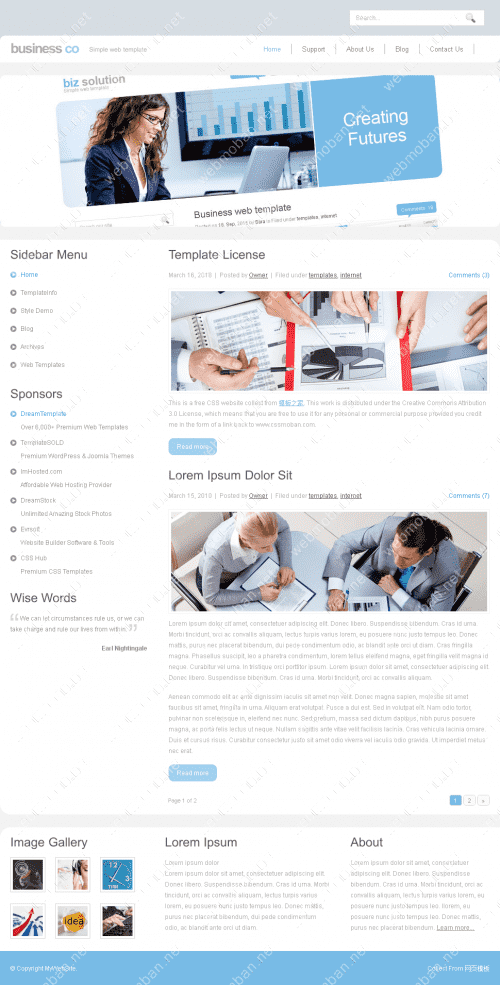 Search...
business co Simple web template
Home Support About Us Blog Contact Us
biz solution
Simple web template
Creating
Futures
Business web template
Comments
Sidebar Menu
Home
TemplateInfo
Style Demo
Blog
Archives
Web Templates
Sponsors
DreamTemplate
Over 6,000+ Premium Web Templates
TemplateSOLD
Premium WordPress & Joomla Themes
ImHosted.com
Affordable Web Hosting Provider
DreamStock
Unlimited Amazing Stock Photos
Evrsoft
Website Builder Software & Tools
CSS Hub
Premium CSS Templates
Wise Words
We can let circumstances rule us, or we can
take charge and rule our lives from within.
Earl Nightingale
Template License
March 16, 2010 | Posted by Owner | Filed under templates, internet
Comments (3)
This is a free CSS website collect from 模板之家. This work is distributed under the Creative Commons Attribution
3.0 License, which means that you are free to use it for any personal or commercial purpose provided you credit
me in the form of a link back to www.cssmoban.com.
Read more
Lorem Ipsum Dolor Sit
March 15, 2010 | Posted by Owner | Filed under templates, internet
Comments (7)
Lorem ipsum dolor sit amet, consectetuer adipiscing elit. Donec libero. Suspendisse bibendum. Cras id urna.
Morbi tincidunt, orci ac convallis aliquam, lectus turpis varius lorem, eu posuere nunc justo tempus leo. Donec
mattis, purus nec placerat bibendum, dui pede condimentum odio, ac blandit ante orci ut diam. Cras fringilla
magna. Phasellus suscipit, leo a pharetra condimentum, lorem tellus eleifend magna, eget fringilla velit magna id
neque. Curabitur vel urna. In tristique orci porttitor ipsum. Lorem ipsum dolor sit amet, consectetuer adipiscing elit.
Donec libero. Suspendisse bibendum. Cras id urna. Morbi tincidunt, orci ac convallis aliquam.
Aenean commodo elit ac ante dignissim iaculis sit amet non velit. Donec magna sapien, molestie sit amet
faucibus sit amet, fringilla in urna. Aliquam erat volutpat. Fusce a dui est. Sed in volutpat elit. Nam odio tortor,
pulvinar non scelerisque in, eleifend nec nunc. Sed pretium, massa sed dictum dapibus, nibh purus posuere
magna, ac porta felis lectus ut neque. Nullam sagittis ante vitae velit facilisis lacinia. Cras vehicula lacinia ornare.
Duis et cursus risus. Curabitur consectetur justo sit amet odio viverra vel iaculis odio gravida. Ut imperdiet metus
nec erat.
Read more
Page 1 of 2
1 2 »
Image Gallery
TIME
idea
Lorem Ipsum
Lorem ipsum dolor
Lorem ipsum dolor sit amet, consectetuer adipiscing elit.
Donec libero. Suspendisse bibendum. Cras id urna. Morbi
tincidunt, orci ac convallis aliquam, lectus turpis varius
lorem, eu posuere nunc justo tempus leo. Donec mattis,
purus nec placerat bibendum, dui pede condimentum
odio, ac blandit ante orci ut diam.
About
Lorem ipsum dolor sit amet, consectetuer
adipiscing elit. Donec libero. Suspendisse
bibendum. Cras id urna. Morbi tincidunt, orci ac
convallis aliquam, lectus turpis varius lorem, eu
posuere nunc justo tempus leo. Donec mattis,
purus nec placerat bibendum. Learn more...
© Copyright MyWebSite.
Collect From 网页模板
webmoban.net